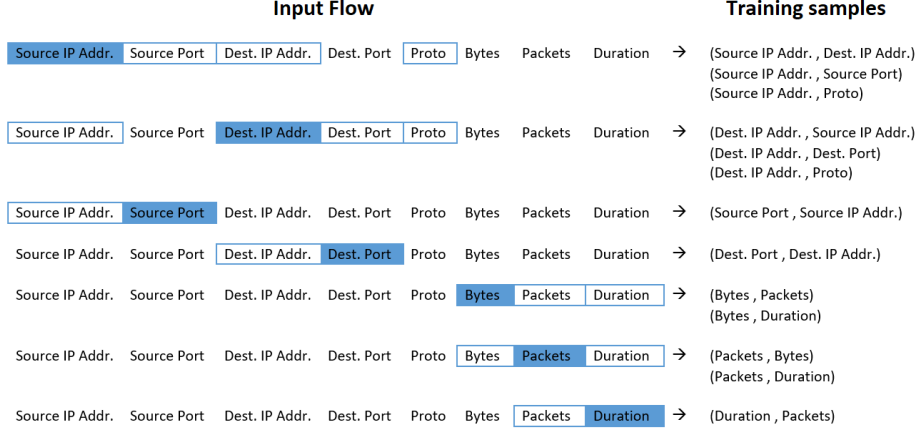 Input Flow Training samples
Source IP Addr. Source Port Dest. IP Addr. Dest. Port Proto Bytes Packets Duration → (Source IP Addr. , Dest. IP Addr.)
(Source IP Addr. , Source Port)
(Source IP Addr. , Proto)
Source IP Addr. Source Port Dest. IP Addr. Dest. Port Proto Bytes Packets Duration → (Dest. IP Addr. , Source IP Addr.)
(Dest. IP Addr. , Dest. Port)
(Dest. IP Addr. , Proto)
Source IP Addr. Source Port Dest. IP Addr. Dest. Port Proto Bytes Packets Duration → (Source Port , Source IP Addr.)
Source IP Addr. Source Port Dest. IP Addr. Dest. Port Proto Bytes Packets Duration → (Dest. Port , Dest. IP Addr.)
Source IP Addr. Source Port Dest. IP Addr. Dest. Port Proto Bytes Packets Duration → (Bytes , Packets)
(Bytes , Duration)
Source IP Addr. Source Port Dest. IP Addr. Dest. Port Proto Bytes Packets Duration → (Packets , Bytes)
(Packets , Duration)
Source IP Addr. Source Port Dest. IP Addr. Dest. Port Proto Bytes Packets Duration → (Duration , Packets)